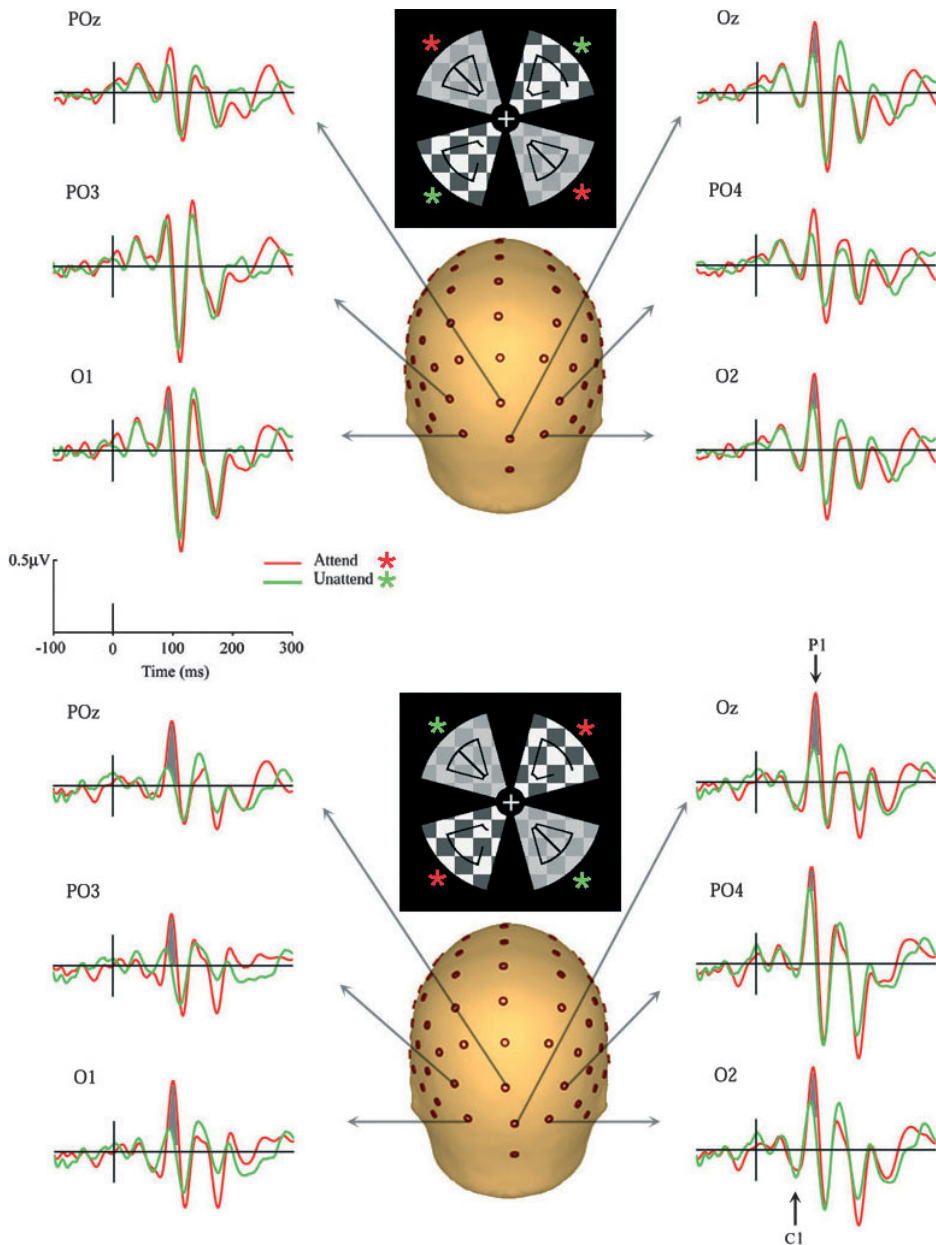 POz
Oz
PO3
PO4
O1
O2
0.5µV
Attend
Unattend
-100 0 100 200 300
Time (ms)
P1
POz
Oz
PO3
PO4
O1
O2
C1